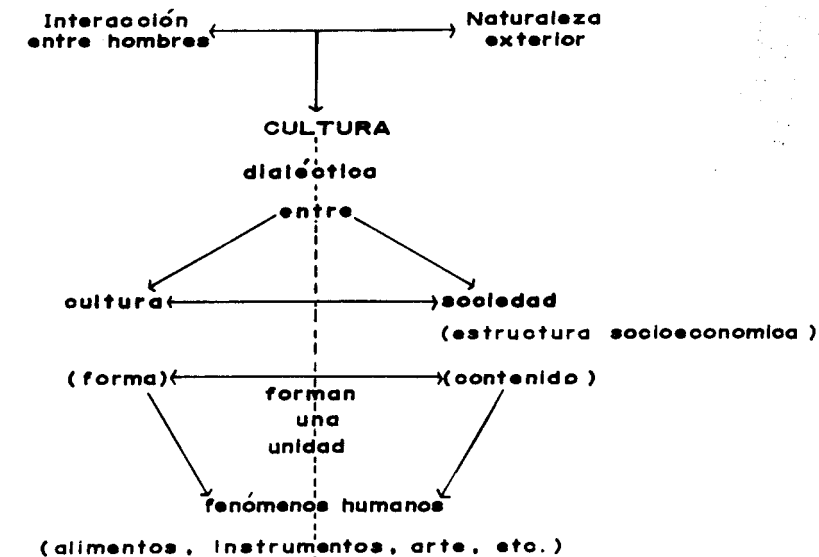 Interacción
entre hombres
Naturaleza
exterior
CULTURA
dialéctica
entre
cultura
sociedad
(estructura socioeconomica)
(forma)
(contenido)
forman
una
unidad
fenómenos humanos
(alimentos, instrumentos, arte, etc.)